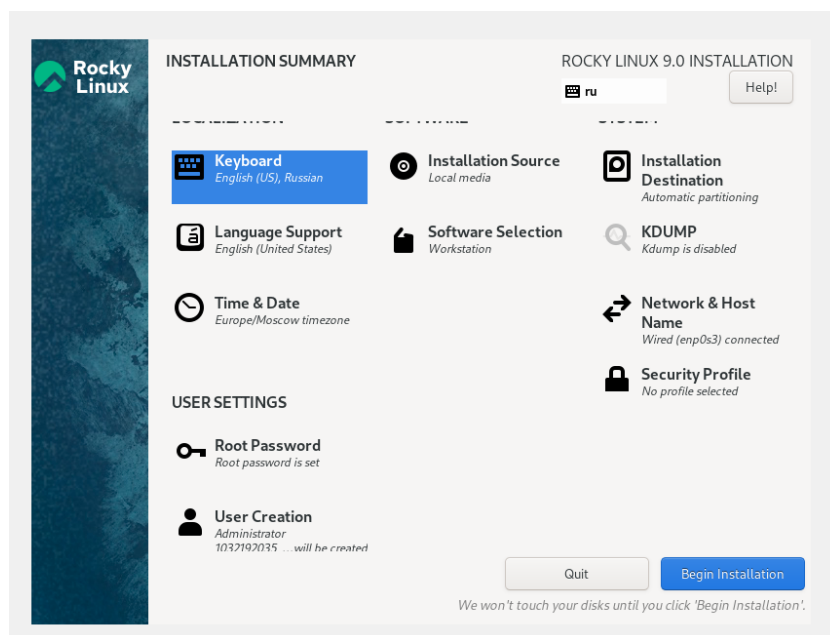 Rocky
Linux
INSTALLATION SUMMARY
ROCKY LINUX 9.0 INSTALLATION
ru
Help!
LOCALIZATION
SOFTWARE
SYSTEM
Keyboard
English (US), Russian
Installation Source
Local media
Installation
Destination
Automatic partitioning
Language Support
English (United States)
Software Selection
Workstation
KDUMP
Kdump is disabled
Time & Date
Europe/Moscow timezone
Network & Host
Name
Wired (enp0s3) connected
Security Profile
No profile selected
USER SETTINGS
Root Password
Root password is set
User Creation
Administrator
1032192035 ...will be created
Quit
Begin Installation
We won't touch your disks until you click 'Begin Installation'.